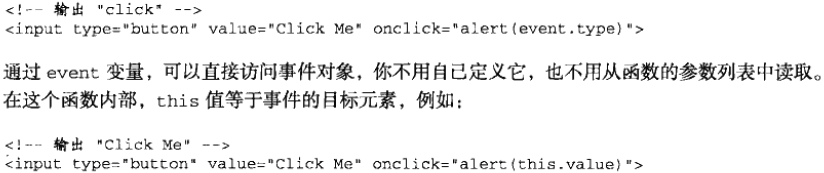 <!-- 输出 "click" -->
<input type="button" value="Click Me" onclick="alert(event.type)">
通过 event 变量，可以直接访问事件对象，你不用自己定义它，也不用从函数的参数列表中读取。
在这个函数内部，this 值等于事件的目标元素，例如：
<!-- 输出 "Click Me" -->
<input type="button" value="Click Me" onclick="alert(this.value)">